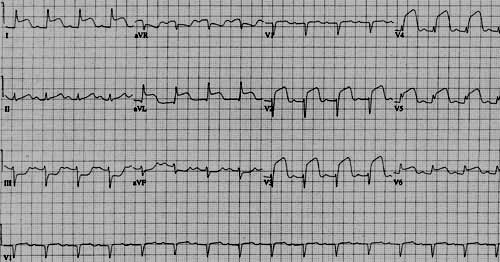 I aVR V1 V4
II aVL V2 V5
III aVF V3 V6
V1